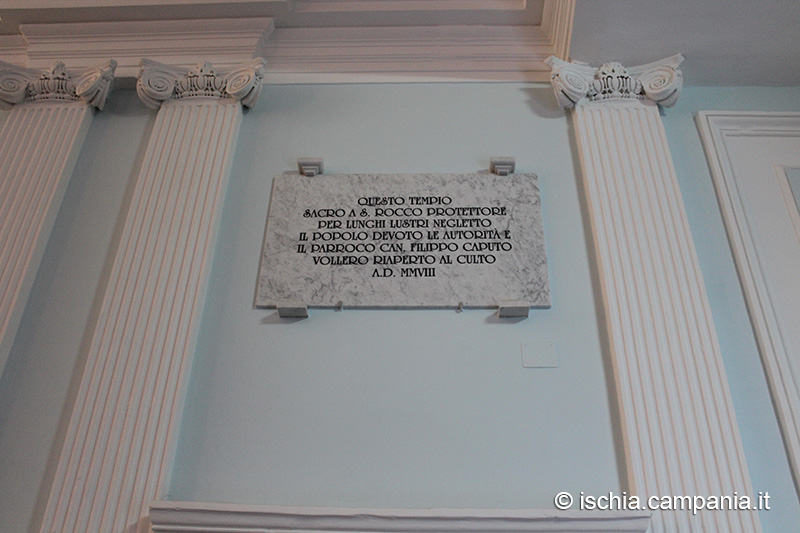 QUESTO TEMPIO
SACRO A S. ROCCO PROTETTORE
PER LUNGHI LUSTRI NEGLETTO
IL POPOLO DEVOTO LE AUTORITÀ E
IL PARROCO CAN. FILIPPO CAPUTO
VOLLERO RIAPERTO AL CULTO
A.D. MMVIII
© ischia.campania.it